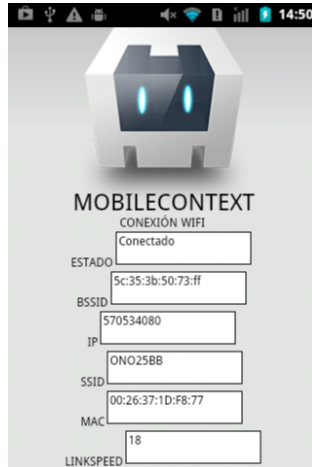 14:50
MOBILECONTEXT
CONEXIÓN WIFI
ESTADO Conectado
BSSID 5c:35:3b:50:73:ff
IP 570534080
SSID ONO25BB
MAC 00:26:37:1D:F8:77
LINKSPEED 18